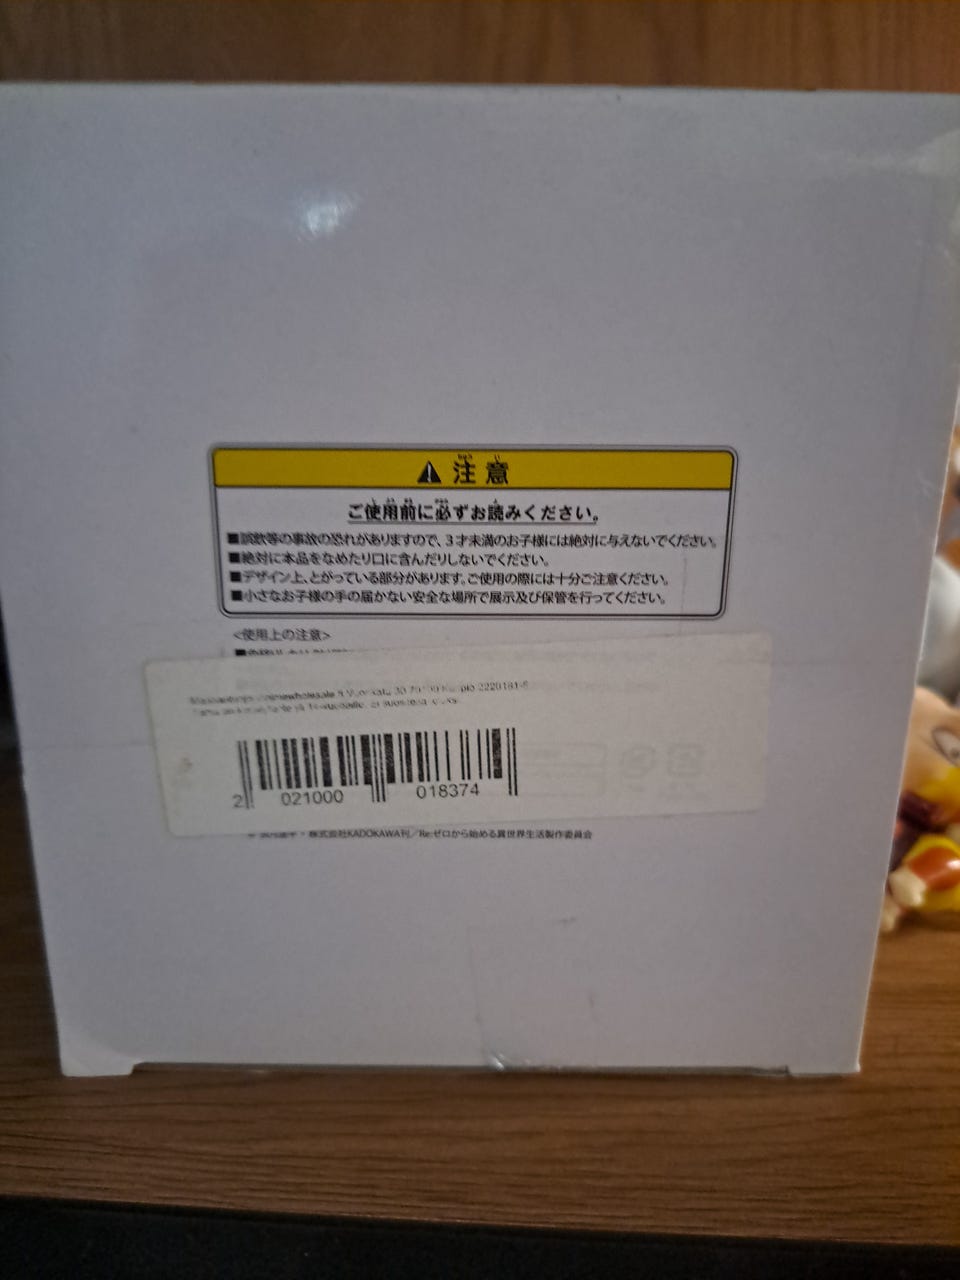 注意
ご使用前に必ずお読みください。
■誤飲等の事故の恐れがありますので、3才未満のお子様には絶対に与えないでください。
■絶対に本品をなめたり口に含んだりしないでください。
■デザイン上、とがっている部分があります。ご使用の際には十分ご注意ください。
■小さなお子様の手の届かない安全な場所で展示及び保管を行ってください。
<使用上の注意>
2 021000 018374
株式会社KADOKAWA刊/Re:ゼロから始める異世界生活製作委員会